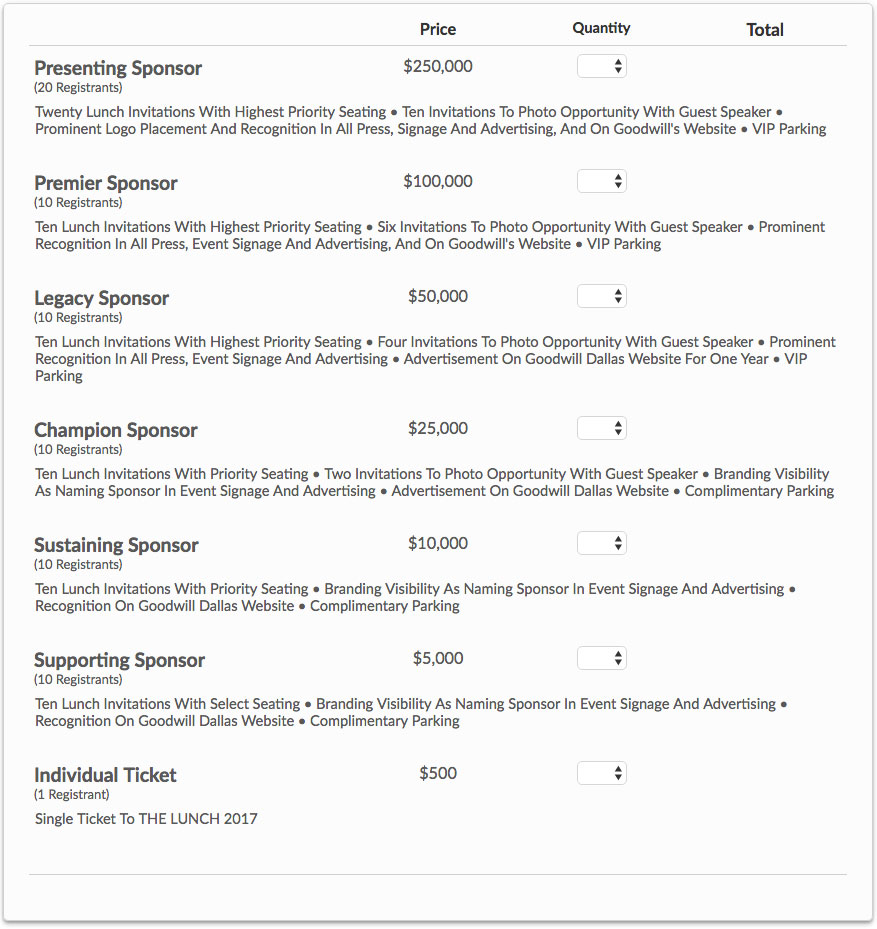 Price Quantity Total
Presenting Sponsor $250,000
(20 Registrants)
Twenty Lunch Invitations With Highest Priority Seating • Ten Invitations To Photo Opportunity With Guest Speaker •
Prominent Logo Placement And Recognition In All Press, Signage And Advertising, And On Goodwill's Website • VIP Parking
Premier Sponsor $100,000
(10 Registrants)
Ten Lunch Invitations With Highest Priority Seating • Six Invitations To Photo Opportunity With Guest Speaker • Prominent
Recognition In All Press, Event Signage And Advertising, And On Goodwill's Website • VIP Parking
Legacy Sponsor $50,000
(10 Registrants)
Ten Lunch Invitations With Highest Priority Seating • Four Invitations To Photo Opportunity With Guest Speaker • Prominent
Recognition In All Press, Event Signage And Advertising • Advertisement On Goodwill Dallas Website For One Year • VIP
Parking
Champion Sponsor $25,000
(10 Registrants)
Ten Lunch Invitations With Priority Seating • Two Invitations To Photo Opportunity With Guest Speaker • Branding Visibility
As Naming Sponsor In Event Signage And Advertising • Advertisement On Goodwill Dallas Website • Complimentary Parking
Sustaining Sponsor $10,000
(10 Registrants)
Ten Lunch Invitations With Priority Seating • Branding Visibility As Naming Sponsor In Event Signage And Advertising •
Recognition On Goodwill Dallas Website • Complimentary Parking
Supporting Sponsor $5,000
(10 Registrants)
Ten Lunch Invitations With Select Seating • Branding Visibility As Naming Sponsor In Event Signage And Advertising •
Recognition On Goodwill Dallas Website • Complimentary Parking
Individual Ticket $500
(1 Registrant)
Single Ticket To THE LUNCH 2017